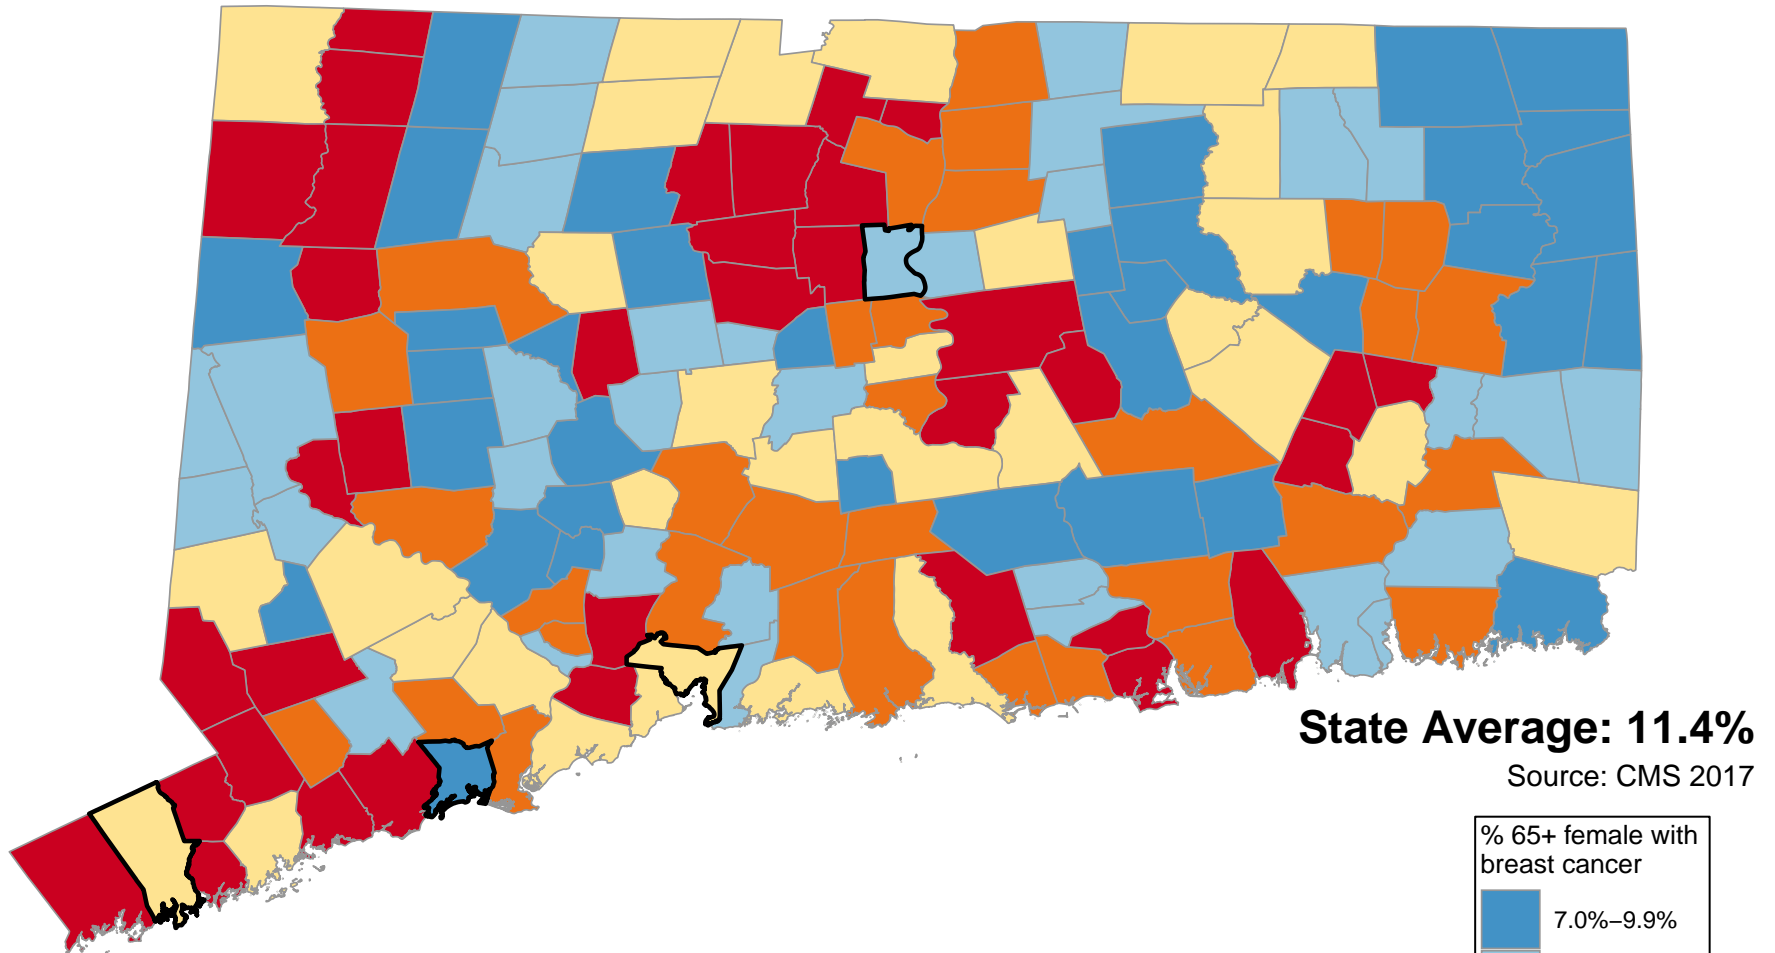 State Average: 11.4%
Source: CMS 2017
% 65+ female with
breast cancer
7.0%–9.9%